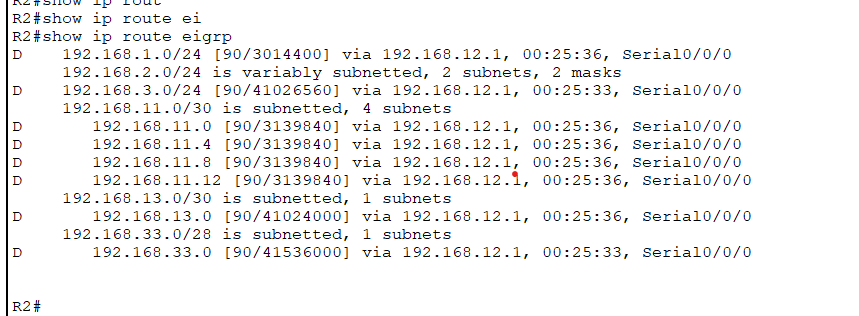 R2#show ip rout
R2#show ip route ei
R2#show ip route eigrp
D    192.168.1.0/24 [90/3014400] via 192.168.12.1, 00:25:36, Serial0/0/0
     192.168.2.0/24 is variably subnetted, 2 subnets, 2 masks
D    192.168.3.0/24 [90/41026560] via 192.168.12.1, 00:25:33, Serial0/0/0
     192.168.11.0/30 is subnetted, 4 subnets
D       192.168.11.0 [90/3139840] via 192.168.12.1, 00:25:36, Serial0/0/0
D       192.168.11.4 [90/3139840] via 192.168.12.1, 00:25:36, Serial0/0/0
D       192.168.11.8 [90/3139840] via 192.168.12.1, 00:25:36, Serial0/0/0
D       192.168.11.12 [90/3139840] via 192.168.12.1, 00:25:36, Serial0/0/0
     192.168.13.0/30 is subnetted, 1 subnets
D       192.168.13.0 [90/41024000] via 192.168.12.1, 00:25:36, Serial0/0/0
     192.168.33.0/28 is subnetted, 1 subnets
D       192.168.33.0 [90/41536000] via 192.168.12.1, 00:25:33, Serial0/0/0
R2#